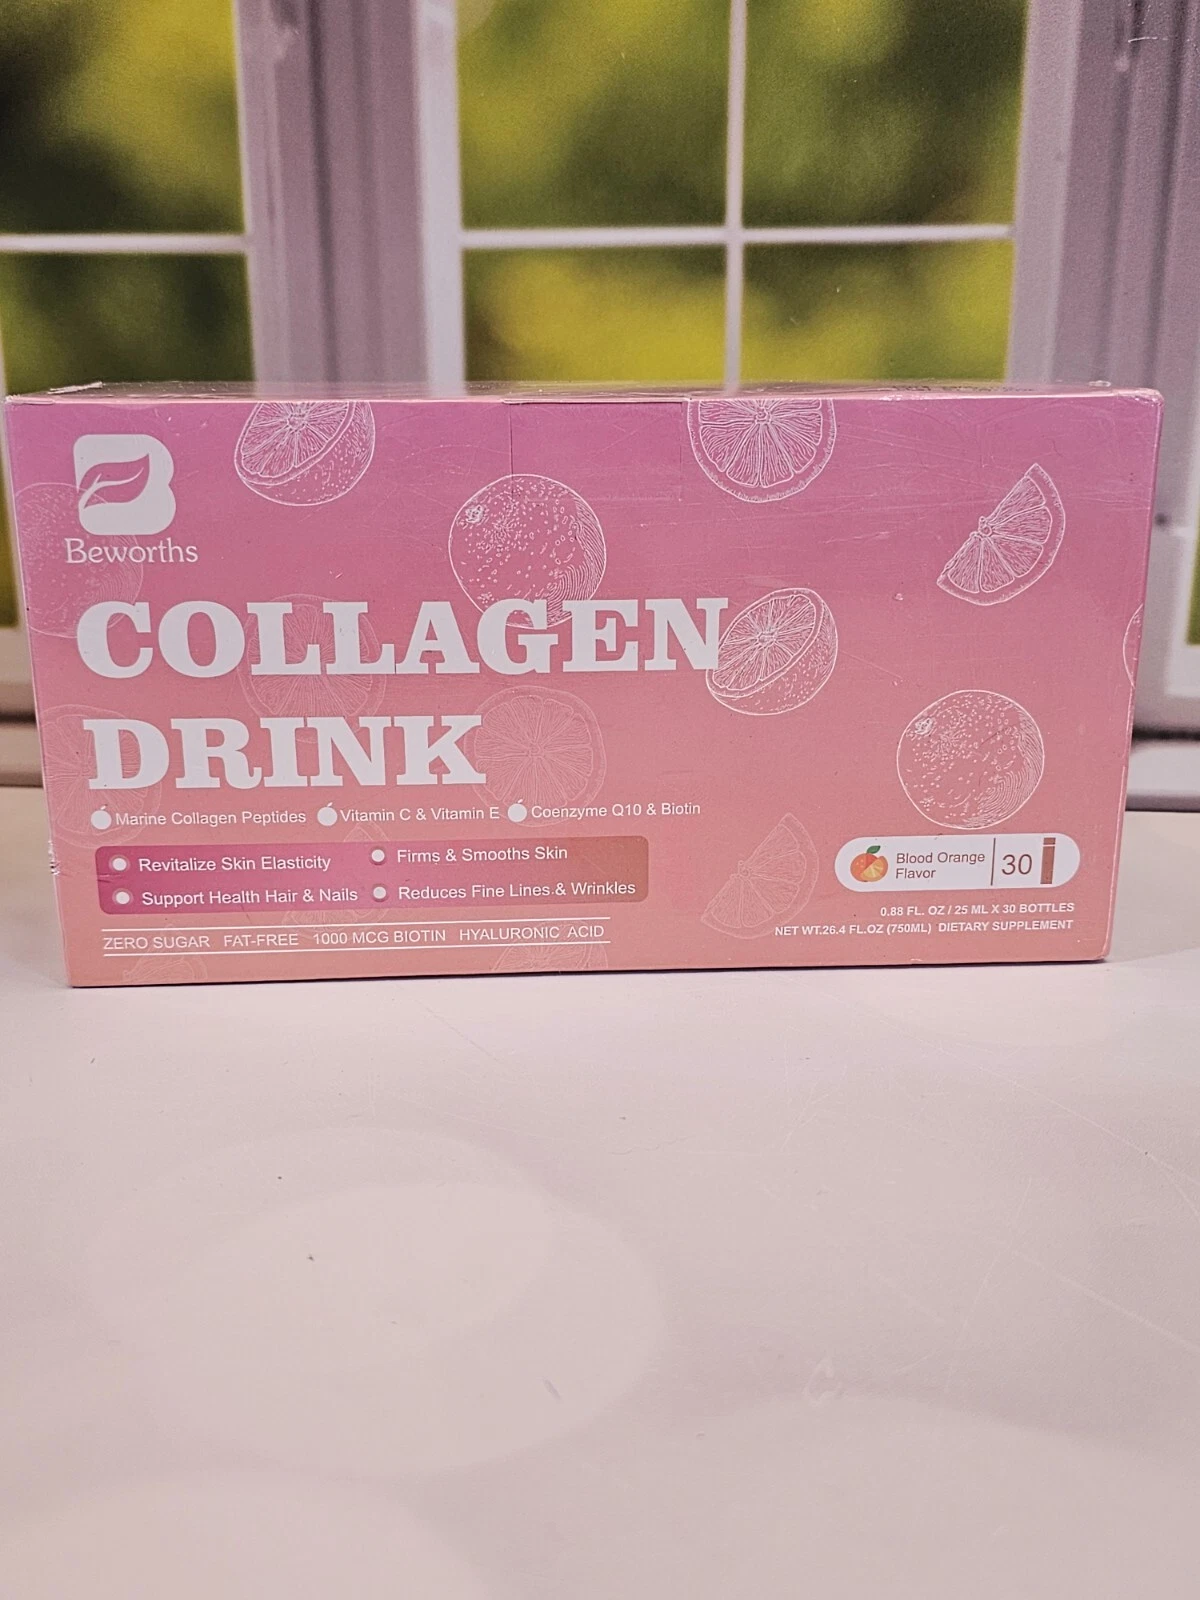 Beworths
COLLAGEN
DRINK
Marine Collagen Peptides Vitamin C & Vitamin E Coenzyme Q10 & Biotin
Revitalize Skin Elasticity Firms & Smooths Skin
Support Health Hair & Nails Reduces Fine Lines & Wrinkles
ZERO SUGAR FAT-FREE 1000 MCG BIOTIN HYALURONIC ACID
Blood Orange
Flavor
30
0.88 FL. OZ / 25 ML X 30 BOTTLES
NET WT.26.4 FL.OZ (750ML) DIETARY SUPPLEMENT